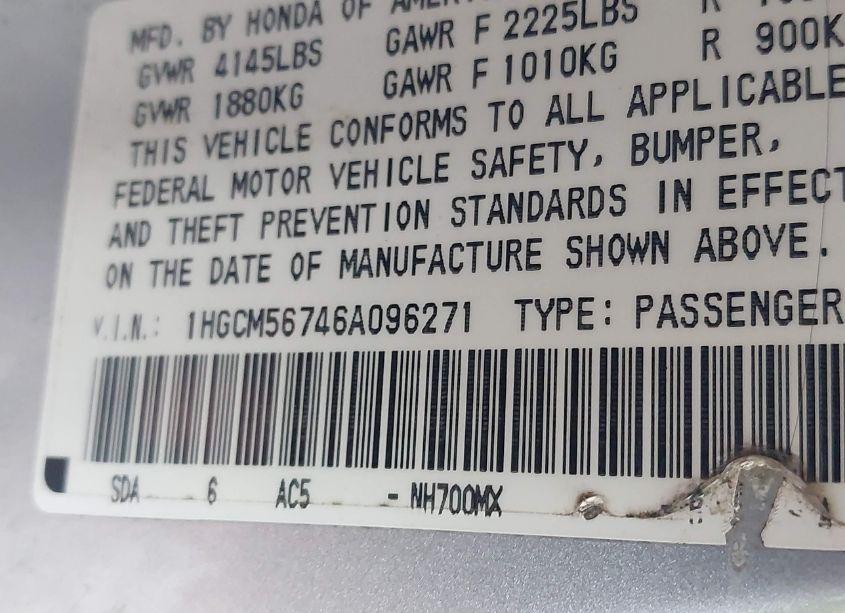 MFD. BY HONDA OF
GVWR 4145LBS GAWR F 2225LBS R
GVWR 1880KG GAWR F 1010KG R 900K
THIS VEHICLE CONFORMS TO ALL APPLICABLE
FEDERAL MOTOR VEHICLE SAFETY, BUMPER,
AND THEFT PREVENTION STANDARDS IN EFFECT
ON THE DATE OF MANUFACTURE SHOWN ABOVE.
V.I.N.: 1HGCM56746A096271 TYPE: PASSENGER
SDA 6 AC5 - NH700MX